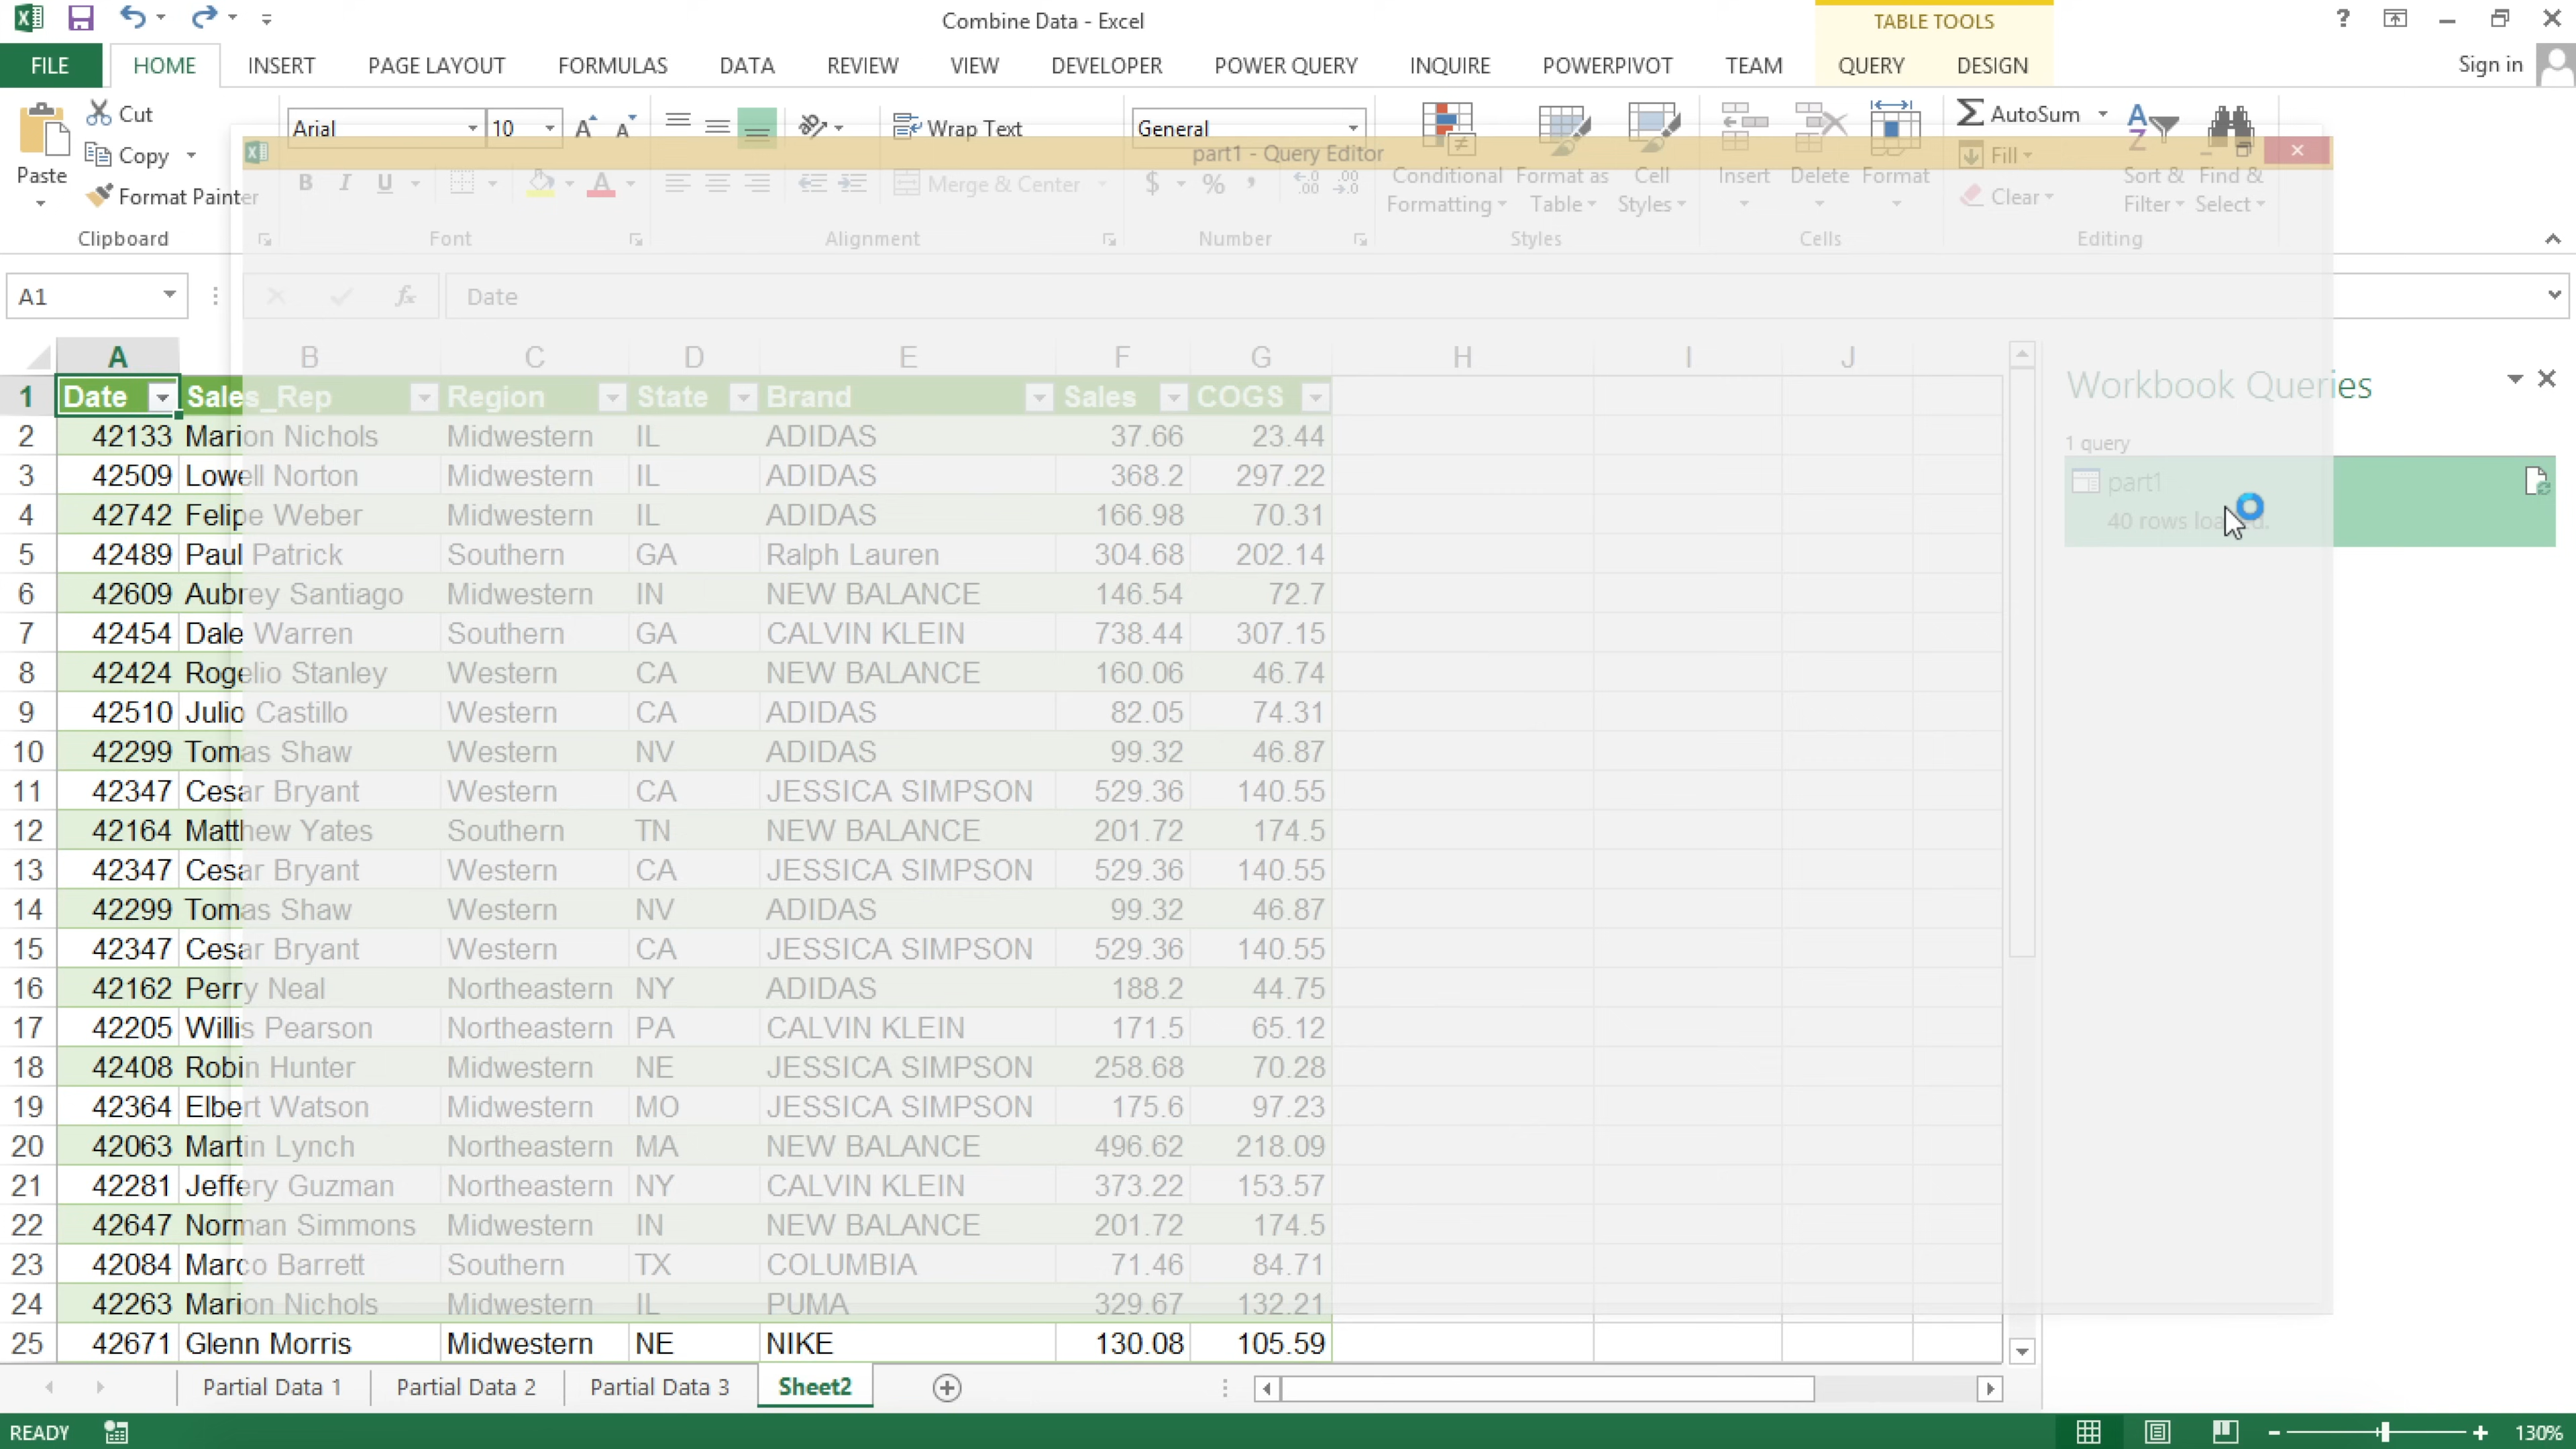 Combine Data - Excel
TABLE TOOLS
FILE HOME INSERT PAGE LAYOUT FORMULAS DATA REVIEW VIEW DEVELOPER POWER QUERY INQUIRE POWERPIVOT TEAM QUERY DESIGN
Sign in
Paste
Cut
Copy
Format Painter
Clipboard
Arial 10
B I U
Font
Wrap Text
Merge & Center
Alignment
General
$ % ,
Number
part1 - Query Editor
Conditional Formatting
Format as Table
Cell Styles
Styles
Insert Delete Format
Cells
AutoSum
Fill
Clear
Sort & Filter
Find & Select
Editing
A1 fx Date
A B C D E F G H I J
1 Date Sales_Rep Region State Brand Sales COGS
2 42133 Marion Nichols Midwestern IL ADIDAS 37.66 23.44
3 42509 Lowell Norton Midwestern IL ADIDAS 368.2 297.22
4 42742 Felipe Weber Midwestern IL ADIDAS 166.98 70.31
5 42489 Paul Patrick Southern GA Ralph Lauren 304.68 202.14
6 42609 Aubrey Santiago Midwestern IN NEW BALANCE 146.54 72.7
7 42454 Dale Warren Southern GA CALVIN KLEIN 738.44 307.15
8 42424 Rogelio Stanley Western CA NEW BALANCE 160.06 46.74
9 42510 Julio Castillo Western CA ADIDAS 82.05 74.31
10 42299 Tomas Shaw Western NV ADIDAS 99.32 46.87
11 42347 Cesar Bryant Western CA JESSICA SIMPSON 529.36 140.55
12 42164 Matthew Yates Southern TN NEW BALANCE 201.72 174.5
13 42347 Cesar Bryant Western CA JESSICA SIMPSON 529.36 140.55
14 42299 Tomas Shaw Western NV ADIDAS 99.32 46.87
15 42347 Cesar Bryant Western CA JESSICA SIMPSON 529.36 140.55
16 42162 Perry Neal Northeastern NY ADIDAS 188.2 44.75
17 42205 Willis Pearson Northeastern PA CALVIN KLEIN 171.5 65.12
18 42408 Robin Hunter Midwestern NE JESSICA SIMPSON 258.68 70.28
19 42364 Elbert Watson Midwestern MO JESSICA SIMPSON 175.6 97.23
20 42063 Martin Lynch Northeastern MA NEW BALANCE 496.62 218.09
21 42281 Jeffery Guzman Northeastern NY CALVIN KLEIN 373.22 153.57
22 42647 Norman Simmons Midwestern IN NEW BALANCE 201.72 174.5
23 42084 Marco Barrett Southern TX COLUMBIA 71.46 84.71
24 42263 Marion Nichols Midwestern IL PUMA 329.67 132.21
25 42671 Glenn Morris Midwestern NE NIKE 130.08 105.59
Workbook Queries
1 query
part1
40 rows loaded.
Partial Data 1 Partial Data 2 Partial Data 3 Sheet2
READY
130%